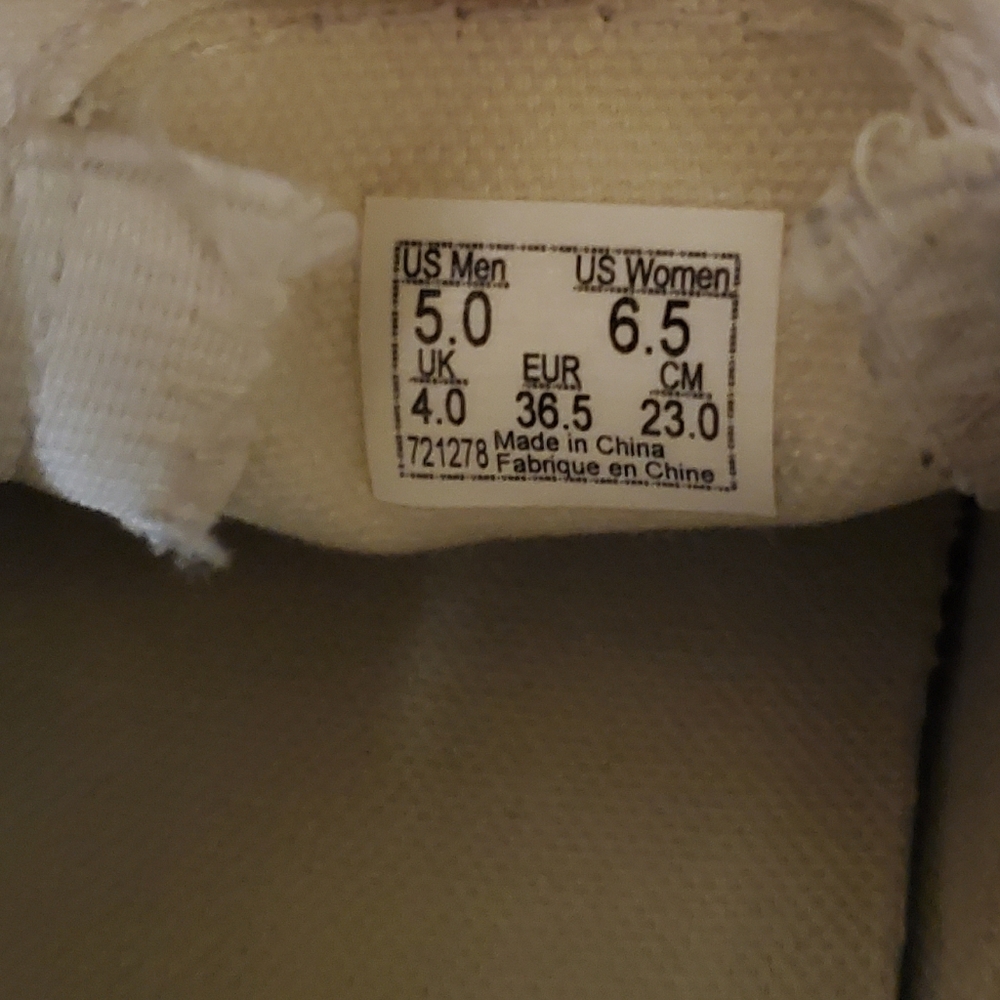 US Men US Women
5.0 6.5
UK EUR CM
4.0 36.5 23.0
721278 Made in China
Fabrique en Chine